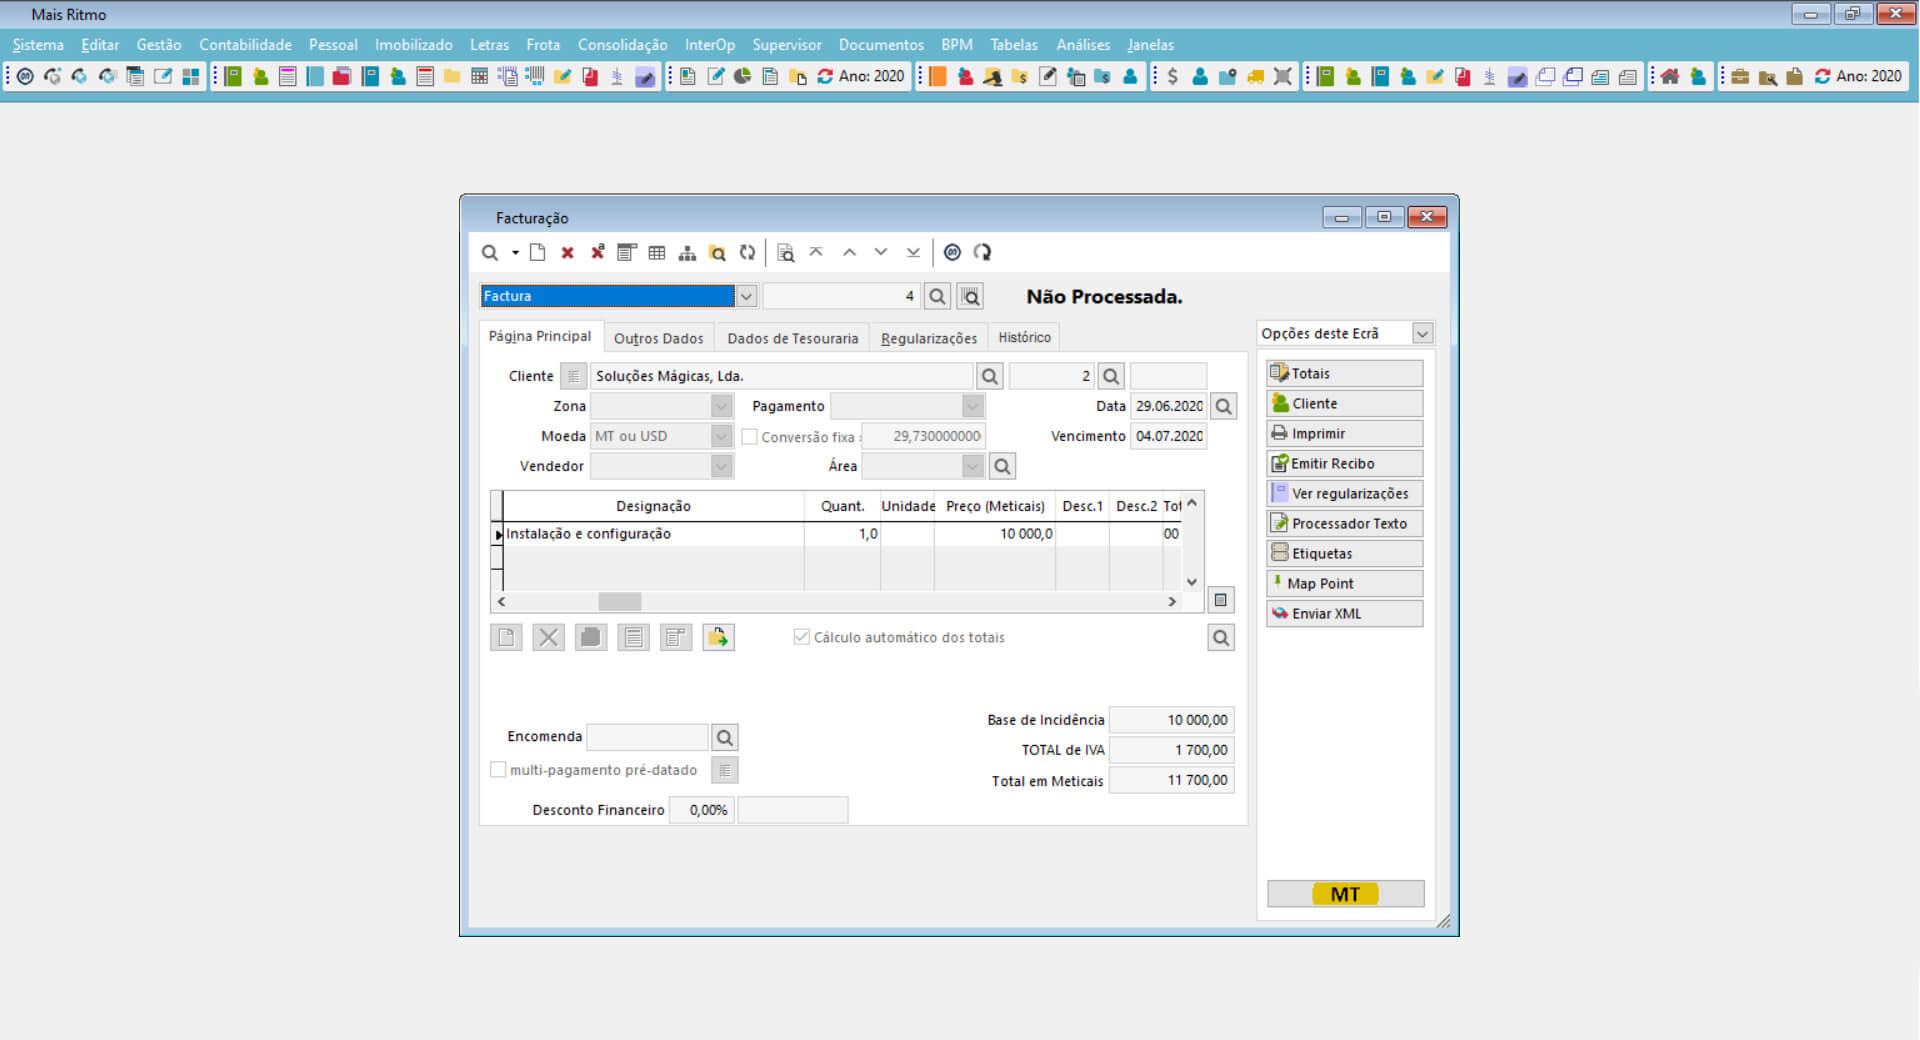 Mais Ritmo
Sistema Editar Gestão Contabilidade Pessoal Imobilizado Letras Frota Consolidação InterOp Supervisor Documentos BPM Tabelas Análises Janelas
Ano: 2020
Ano: 2020
Facturação
Factura 4 Não Processada.
Página Principal Outros Dados Dados de Tesouraria Regularizações Histórico
Cliente Soluções Mágicas, Lda. 2
Zona Pagamento Data 29.06.2020
Moeda MT ou USD Conversão fixa : 29,730000000 Vencimento 04.07.2020
Vendedor Área
Designação Quant. Unidade Preço (Meticais) Desc.1 Desc.2 Tot
Instalação e configuração 1,0 10 000,0 00
Cálculo automático dos totais
Base de Incidência 10 000,00
Encomenda
TOTAL de IVA 1 700,00
multi-pagamento pré-datado
Total em Meticais 11 700,00
Desconto Financeiro 0,00%
Opções deste Ecrã
Totais
Cliente
Imprimir
Emitir Recibo
Ver regularizações
Processador Texto
Etiquetas
Map Point
Enviar XML
MT